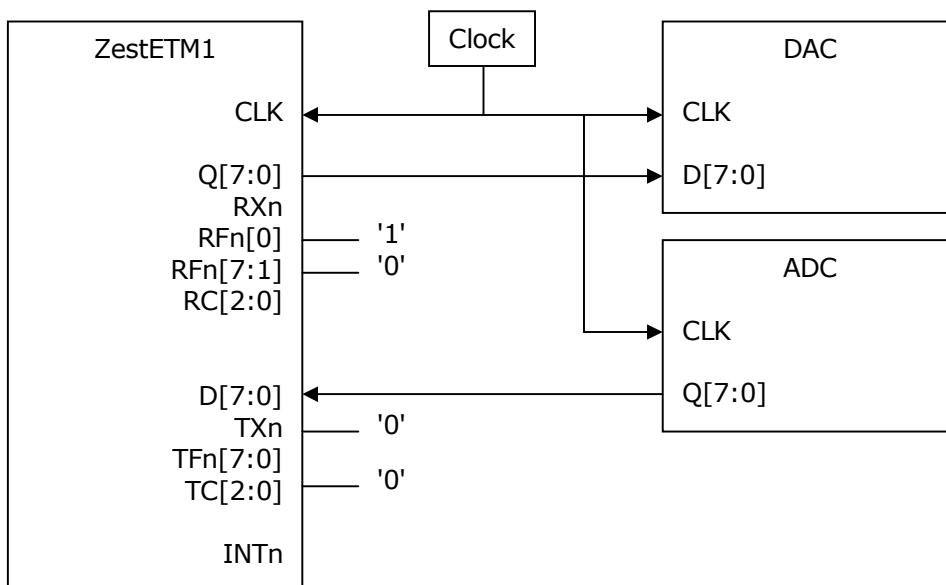 ZestETM1
CLK
Q[7:0]
RXn
RFn[0]
'1'
RFn[7:1]
'0'
RC[2:0]
D[7:0]
TXn
'0'
TFn[7:0]
TC[2:0]
'0'
INTn
Clock
DAC
CLK
D[7:0]
ADC
CLK
Q[7:0]